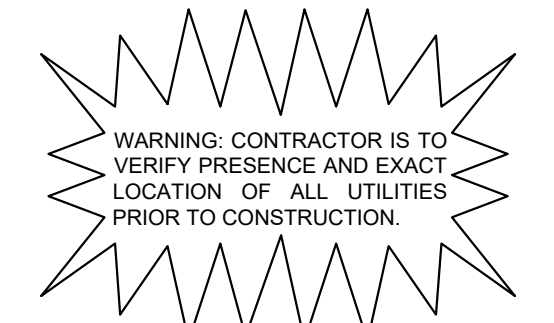 WARNING: CONTRACTOR IS TO
VERIFY PRESENCE AND EXACT
LOCATION OF ALL UTILITIES
PRIOR TO CONSTRUCTION.